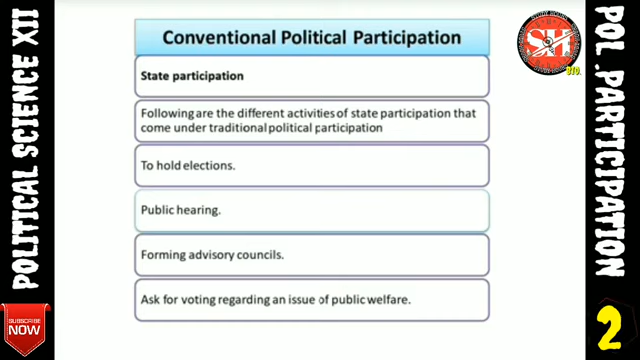 POLITICAL SCIENCE XII
SUBSCRIBE
NOW
Conventional Political Participation
State participation
Following are the different activities of state participation that
come under traditional political participation
To hold elections.
Public hearing.
Forming advisory councils.
Ask for voting regarding an issue of public welfare.
SH
BTQ.
POL. PARTICIPATION
2